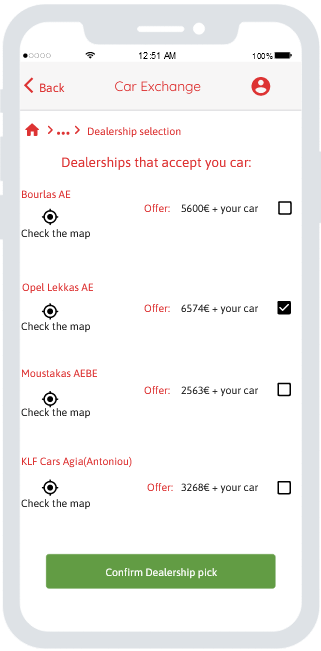 12:51 AM
100%
Back
Car Exchange
... Dealership selection
Dealerships that accept you car:
Bourlas AE
Offer: 5600€ + your car
Check the map
Opel Lekkas AE
Offer: 6574€ + your car
Check the map
Moustakas AEBE
Offer: 2563€ + your car
Check the map
KLF Cars Agia(Antoniou)
Offer: 3268€ + your car
Check the map
Confirm Dealership pick